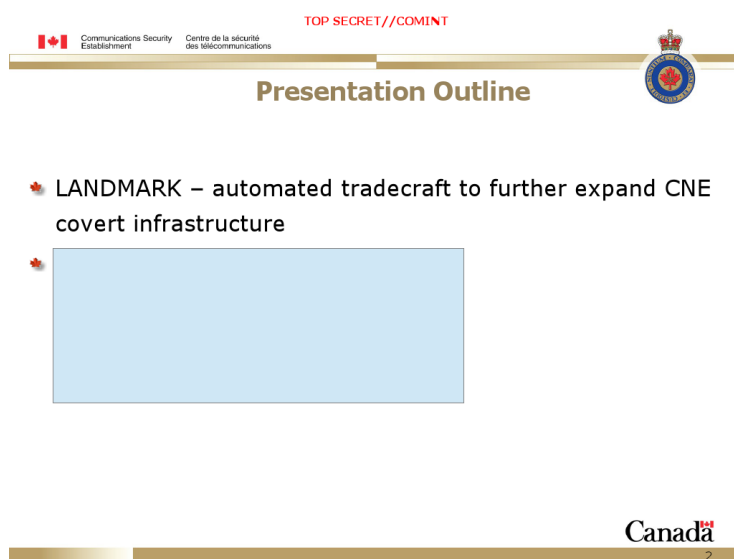 TOP SECRET//COMINT
Communications Security Centre de la sécurité
Establishment des télécommunications
Presentation Outline
LANDMARK – automated tradecraft to further expand CNE
covert infrastructure
Canada
2